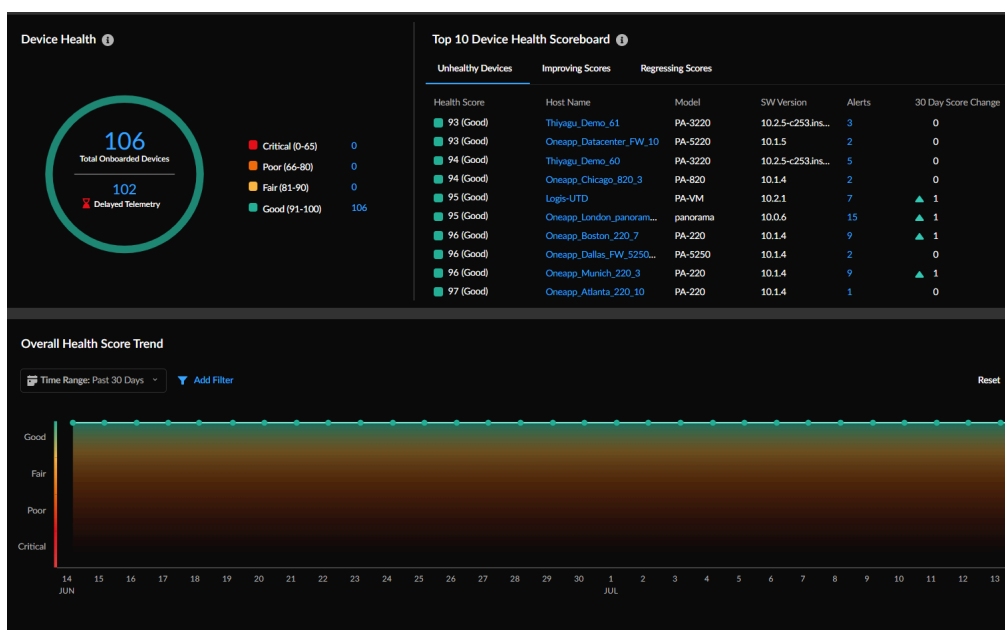 Device Health
106
Total Onboarded Devices
102
Delayed Telemetry
Critical (0-65) 0
Poor (66-80) 0
Fair (81-90) 0
Good (91-100) 106
Top 10 Device Health Scoreboard
Unhealthy Devices Improving Scores Regressing Scores
Health Score Host Name Model SW Version Alerts 30 Day Score Change
93 (Good) Thiyagu_Demo_61 PA-3220 10.2.5-c253.ins... 3 0
93 (Good) Oneapp_Datacenter_FW_10 PA-5220 10.1.5 2 0
94 (Good) Thiyagu_Demo_60 PA-3220 10.2.5-c253.ins... 5 0
94 (Good) Oneapp_Chicago_820_3 PA-820 10.1.4 2 0
95 (Good) Logis-UTD PA-VM 10.2.1 7 1
95 (Good) Oneapp_London_panoram... panorama 10.0.6 15 1
96 (Good) Oneapp_Boston_220_7 PA-220 10.1.4 9 1
96 (Good) Oneapp_Dallas_FW_5250... PA-5250 10.1.4 2 0
96 (Good) Oneapp_Munich_220_3 PA-220 10.1.4 9 1
97 (Good) Oneapp_Atlanta_220_10 PA-220 10.1.4 1 0
Overall Health Score Trend
Time Range: Past 30 Days Add Filter Reset
Good
Fair
Poor
Critical
14 15 16 17 18 19 20 21 22 23 24 25 26 27 28 29 30 1 2 3 4 5 6 7 8 9 10 11 12 13
JUN JUL